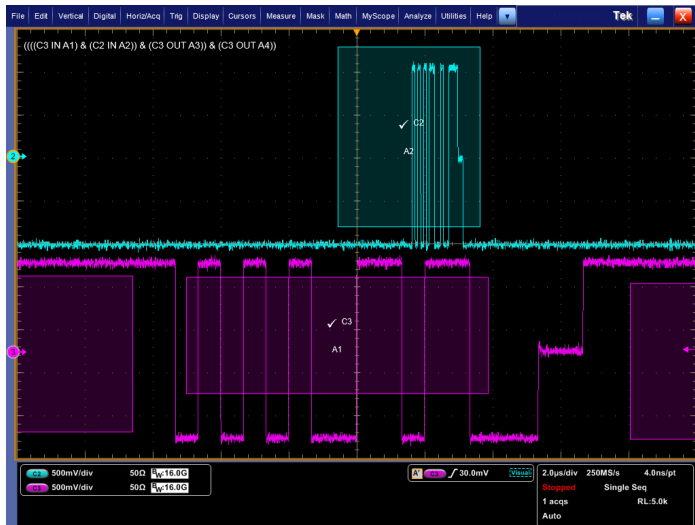 File Edit Vertical Digital Horiz/Acq Trig Display Cursors Measure Mask Math MyScope Analyze Utilities Help Tek X
((((C3 IN A1) & (C2 IN A2)) & (C3 OUT A3)) & (C3 OUT A4))
C2
A2
2
C3
A1
3
C2 500mV/div 50Ω BW:16.0G
C3 500mV/div 50Ω BW:16.0G
A' C3 30.0mV Visual
2.0µs/div 250MS/s 4.0ns/pt
Stopped Single Seq
1 acqs RL:5.0k
Auto